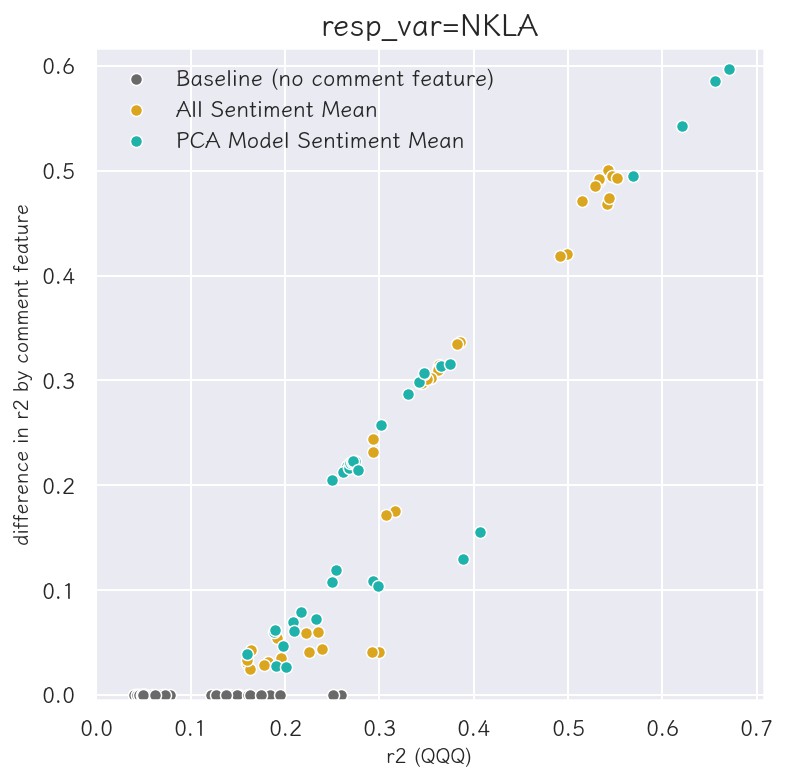 resp_var=NKLA
Baseline (no comment feature)
All Sentiment Mean
PCA Model Sentiment Mean
difference in r2 by comment feature
0.6
0.5
0.4
0.3
0.2
0.1
0.0
0.0 0.1 0.2 0.3 0.4 0.5 0.6 0.7
r2 (QQQ)